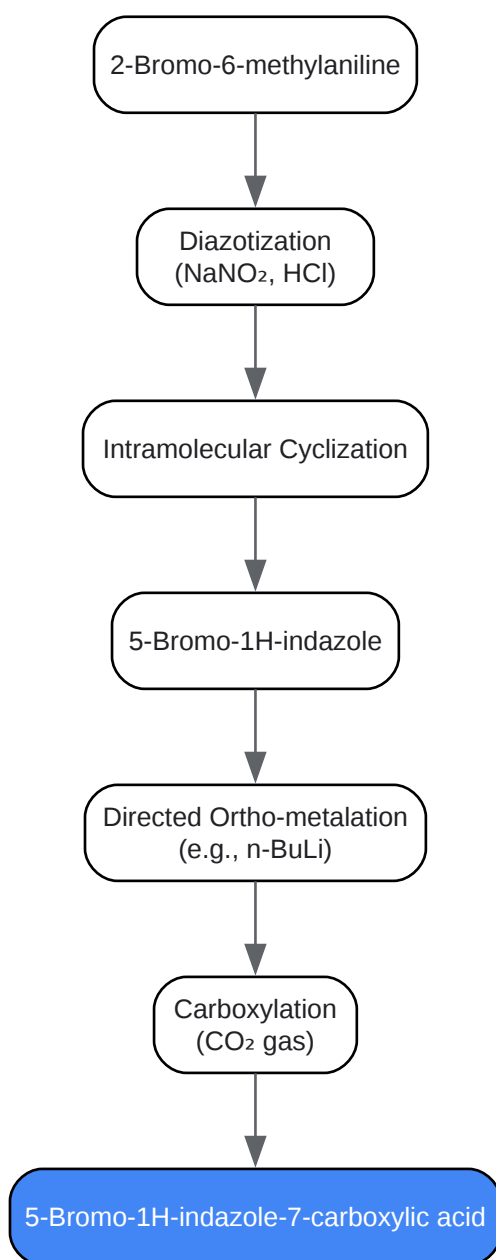 2-Bromo-6-methylaniline
Diazotization
(NaNO₂, HCl)
Intramolecular Cyclization
5-Bromo-1H-indazole
Directed Ortho-metalation
(e.g., n-BuLi)
Carboxylation
(CO₂ gas)
5-Bromo-1H-indazole-7-carboxylic acid